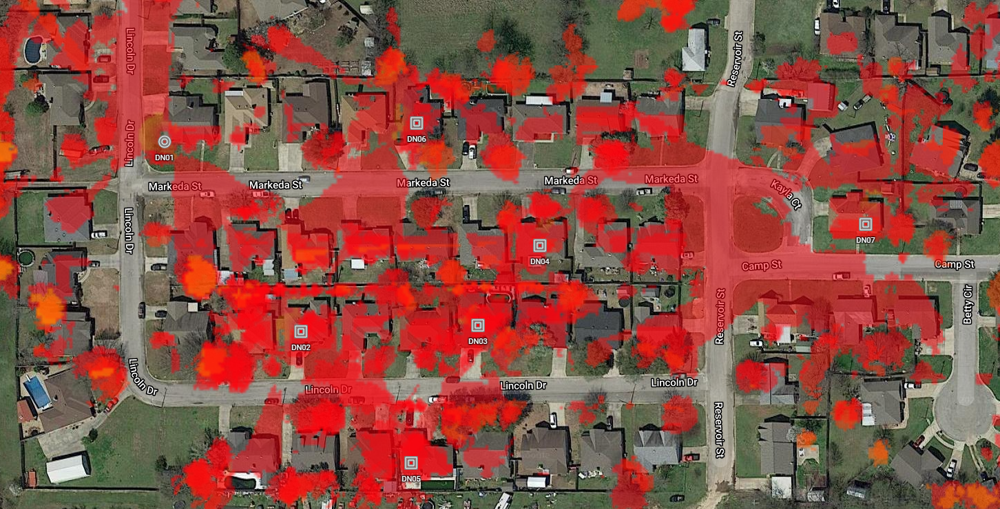 Lincoln Dr
Reservoir St
Lincoln Dr
DN06
DN01
Markeda St
Markeda St
Markeda St
Markeda St
Markeda St
Kayla Ct
Lincoln Dr
DN07
DN04
Camp St
Camp St
Betty Cir
Reservoir St
DN02
DN03
Lincoln Dr
Lincoln Dr
Lincoln Dr
Lincoln Dr
Reservoir St
DN05